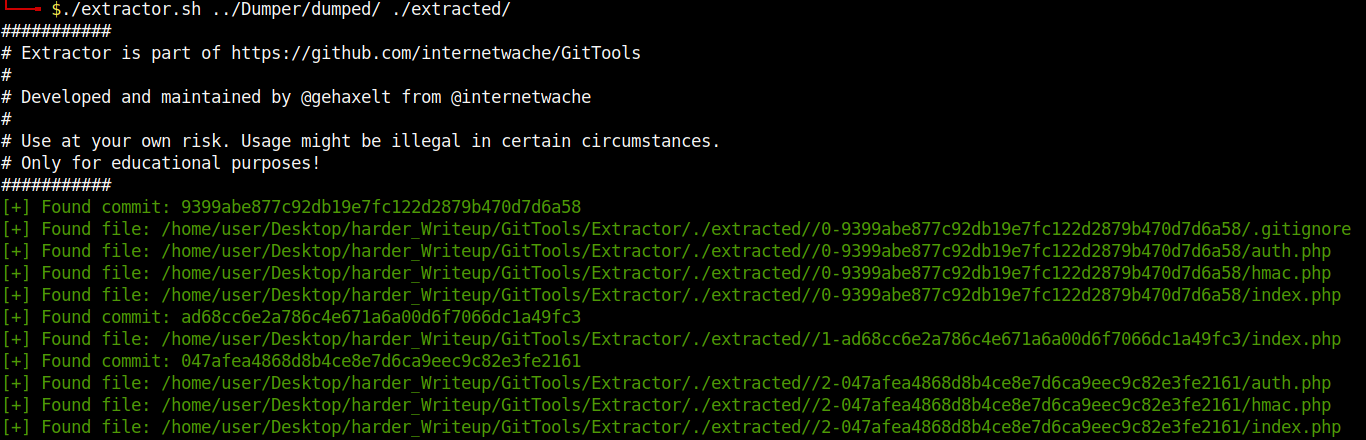 $./extractor.sh ../Dumper/dumped/ ./extracted/
###########
# Extractor is part of https://github.com/internetwache/GitTools
#
# Developed and maintained by @gehaxelt from @internetwache
#
# Use at your own risk. Usage might be illegal in certain circumstances.
# Only for educational purposes!
###########
[+] Found commit: 9399abe877c92db19e7fc122d2879b470d7d6a58
[+] Found file: /home/user/Desktop/harder_Writeup/GitTools/Extractor/./extracted//0-9399abe877c92db19e7fc122d2879b470d7d6a58/.gitignore
[+] Found file: /home/user/Desktop/harder_Writeup/GitTools/Extractor/./extracted//0-9399abe877c92db19e7fc122d2879b470d7d6a58/auth.php
[+] Found file: /home/user/Desktop/harder_Writeup/GitTools/Extractor/./extracted//0-9399abe877c92db19e7fc122d2879b470d7d6a58/hmac.php
[+] Found file: /home/user/Desktop/harder_Writeup/GitTools/Extractor/./extracted//0-9399abe877c92db19e7fc122d2879b470d7d6a58/index.php
[+] Found commit: ad68cc6e2a786c4e671a6a00d6f7066dc1a49fc3
[+] Found file: /home/user/Desktop/harder_Writeup/GitTools/Extractor/./extracted//1-ad68cc6e2a786c4e671a6a00d6f7066dc1a49fc3/index.php
[+] Found commit: 047afea4868d8b4ce8e7d6ca9eec9c82e3fe2161
[+] Found file: /home/user/Desktop/harder_Writeup/GitTools/Extractor/./extracted//2-047afea4868d8b4ce8e7d6ca9eec9c82e3fe2161/auth.php
[+] Found file: /home/user/Desktop/harder_Writeup/GitTools/Extractor/./extracted//2-047afea4868d8b4ce8e7d6ca9eec9c82e3fe2161/hmac.php
[+] Found file: /home/user/Desktop/harder_Writeup/GitTools/Extractor/./extracted//2-047afea4868d8b4ce8e7d6ca9eec9c82e3fe2161/index.php